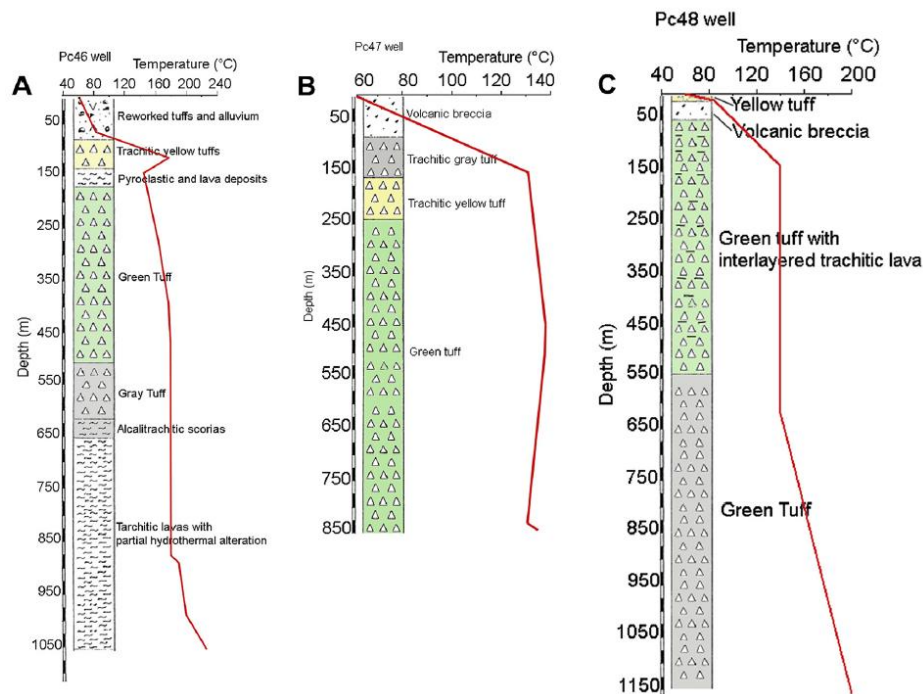 Pc48 well
Pc46 well
A
Temperature (°C)
40 80 120 160 200 240
50
150
250
350
450
550
650
750
850
950
1050
Depth (m)
Reworked tuffs and alluvium
Trachitic yellow tuffs
Pyroclastic and lava deposits
Green Tuff
Gray Tuff
Alcalitrachitic scorias
Tarchitic lavas with
partial hydrothermal alteration
Pc47 well
B
Temperature (°C)
60 80 100 120 140
50
150
250
350
450
550
650
750
850
Depth (m)
Volcanic breccia
Trachitic gray tuff
Trachitic yellow tuff
Green tuff
C
Temperature (°C)
40 80 120 160 200
50
150
250
350
450
550
650
750
850
950
1050
1150
Depth (m)
Yellow tuff
Volcanic breccia
Green tuff with
interlayered trachitic lava
Green Tuff